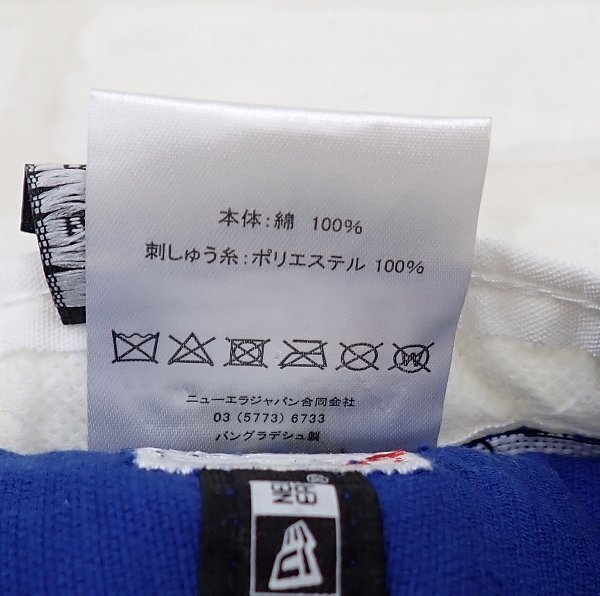 本体:綿 100%
刺しゅう糸:ポリエステル 100%
W
ニューエラジャパン合同会社
03 (5773) 6733
バングラデシュ製
NEW
ERA